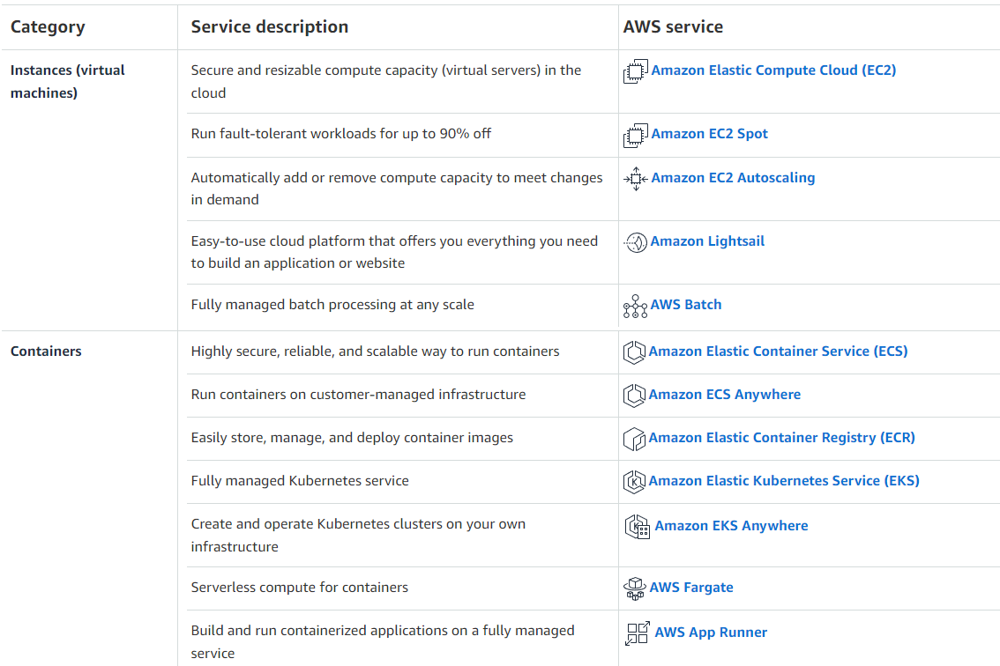 Category Service description AWS service
Instances (virtual Secure and resizable compute capacity (virtual servers) in the Amazon Elastic Compute Cloud (EC2)
machines) cloud
Run fault-tolerant workloads for up to 90% off Amazon EC2 Spot
Automatically add or remove compute capacity to meet changes Amazon EC2 Autoscaling
in demand
Easy-to-use cloud platform that offers you everything you need Amazon Lightsail
to build an application or website
Fully managed batch processing at any scale AWS Batch
Containers Highly secure, reliable, and scalable way to run containers Amazon Elastic Container Service (ECS)
Run containers on customer-managed infrastructure Amazon ECS Anywhere
Easily store, manage, and deploy container images Amazon Elastic Container Registry (ECR)
Fully managed Kubernetes service Amazon Elastic Kubernetes Service (EKS)
Create and operate Kubernetes clusters on your own Amazon EKS Anywhere
infrastructure
Serverless compute for containers AWS Fargate
Build and run containerized applications on a fully managed AWS App Runner
service